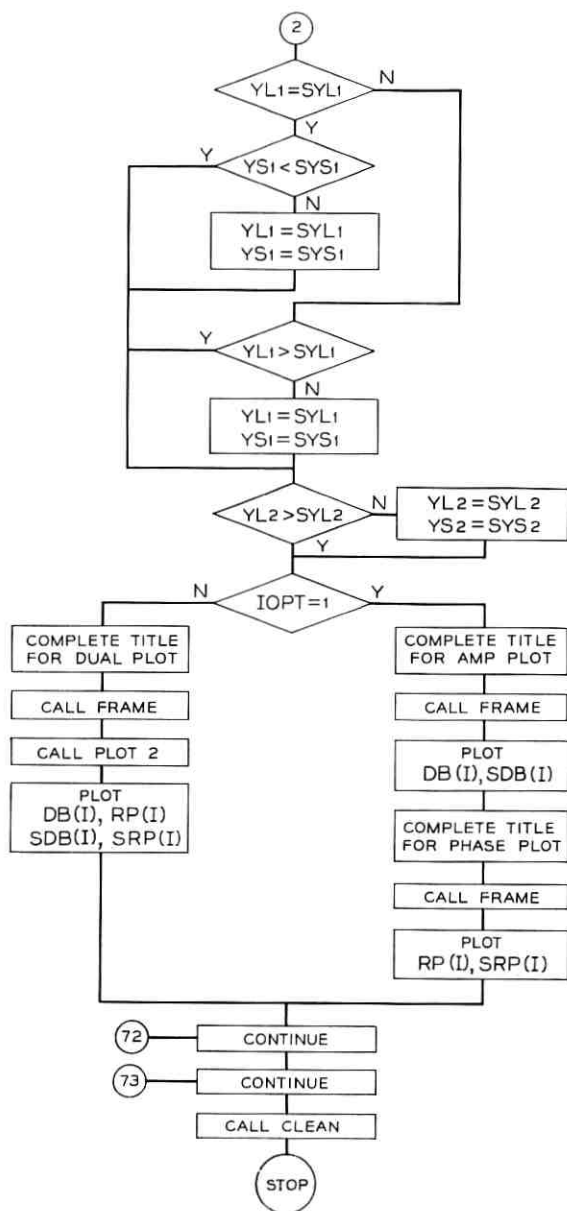 2
YL1=SYL1
N
Y
Y
YS1<SYS1
N
YL1=SYL1
YS1=SYS1
Y
YL1>SYL1
N
YL1=SYL1
YS1=SYS1
YL2>SYL2
N
YL2=SYL2
YS2=SYS2
Y
N
IOPT=1
Y
COMPLETE TITLE
FOR DUAL PLOT
CALL FRAME
CALL PLOT 2
PLOT
DB(I), RP(I)
SDB(I), SRP(I)
COMPLETE TITLE
FOR AMP PLOT
CALL FRAME
PLOT
DB(I), SDB(I)
COMPLETE TITLE
FOR PHASE PLOT
CALL FRAME
PLOT
RP(I), SRP(I)
72
CONTINUE
73
CONTINUE
CALL CLEAN
STOP